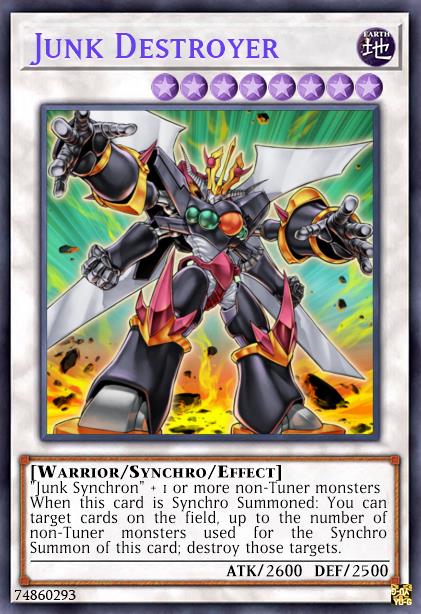 JUNK DESTROYER
EARTH
地
[WARRIOR/SYNCHRO/EFFECT]
"Junk Synchron" + 1 or more non-Tuner monsters
When this card is Synchro Summoned: You can
target cards on the field, up to the number of
non-Tuner monsters used for the Synchro
Summon of this card; destroy those targets.
ATK/2600 DEF/2500
74860293